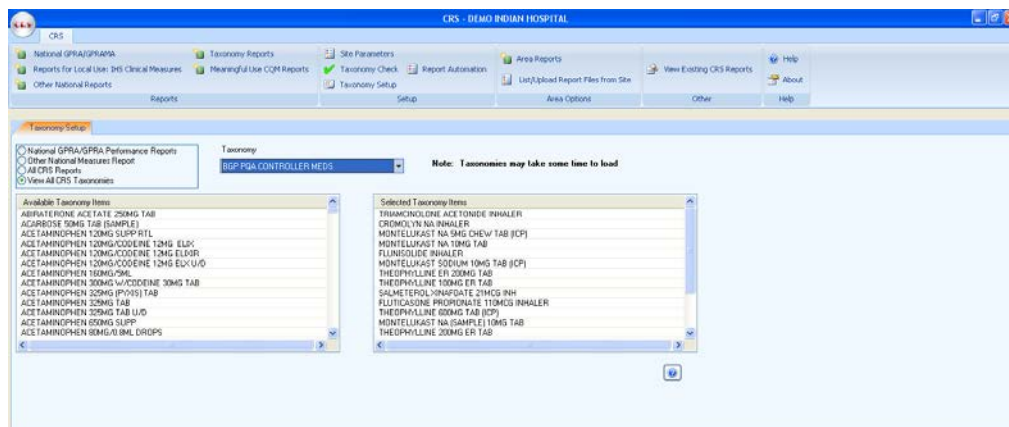 CRS - DEMO INDIAN HOSPITAL
CRS
National GPRA/GPRAMA
Reports for Local Use: IHS Clinical Measures
Other National Reports
Taxonomy Reports
Meaningful Use CQM Reports
Reports
Site Parameters
Taxonomy Check
Report Automation
Taxonomy Setup
Setup
Area Reports
List/Upload Report Files from Site
Area Options
View Existing CRS Reports
Other
Help
About
Help
Taxonomy Setup
National GPRA/GPRA Performance Reports
Other National Measures Report
All CRS Reports
View All CRS Taxonomies
Taxonomy
BGP PQA CONTROLLER MEDS
Note: Taxonomies may take some time to load
Available Taxonomy Items
ABIRATERONE ACETATE 250MG TAB
ACARBOSE 50MG TAB (SAMPLE)
ACETAMINOPHEN 120MG SUPP RTL
ACETAMINOPHEN 120MG/CODEINE 12MG ELIX
ACETAMINOPHEN 120MG/CODEINE 12MG ELIXIR
ACETAMINOPHEN 120MG/CODEINE 12MG ELX U/D
ACETAMINOPHEN 160MG/5ML
ACETAMINOPHEN 300MG W/CODEINE 30MG TAB
ACETAMINOPHEN 325MG (PYXIS) TAB
ACETAMINOPHEN 325MG TAB
ACETAMINOPHEN 325MG TAB U/D
ACETAMINOPHEN 650MG SUPP
ACETAMINOPHEN 80MG/0.8ML DROPS
Selected Taxonomy Items
TRIAMCINOLONE ACETONIDE INHALER
CROMOLYN NA INHALER
MONTELUKAST NA 5MG CHEW TAB (ICP)
MONTELUKAST NA 10MG TAB
FLUNISOLIDE INHALER
MONTELUKAST SODIUM 10MG TAB (ICP)
THEOPHYLLINE ER 200MG TAB
THEOPHYLLINE 100MG ER TAB
SALMETEROL XINAFOATE 21MCG INH
FLUTICASONE PROPIONATE 110MCG INHALER
THEOPHYLLINE 600MG TAB (ICP)
MONTELUKAST NA (SAMPLE) 10MG TAB
THEOPHYLLINE 200MG ER TAB